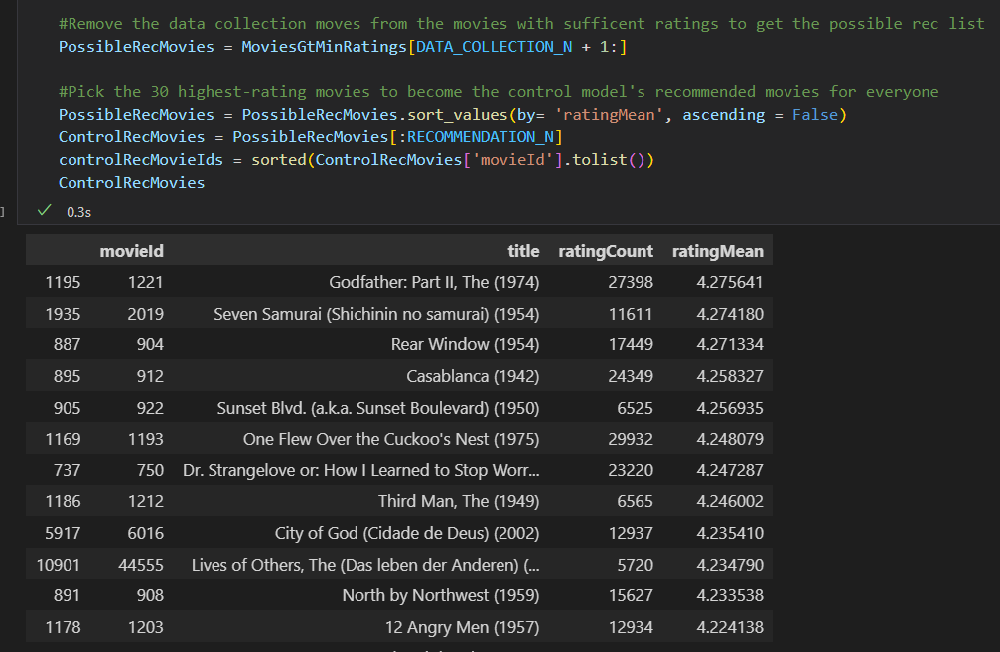 #Remove the data collection moves from the movies with sufficent ratings to get the possible rec list
PossibleRecMovies = MoviesGtMinRatings[DATA_COLLECTION_N + 1:]
#Pick the 30 highest-rating movies to become the control model's recommended movies for everyone
PossibleRecMovies = PossibleRecMovies.sort_values(by= 'ratingMean', ascending = False)
ControlRecMovies = PossibleRecMovies[:RECOMMENDATION_N]
controlRecMovieIds = sorted(ControlRecMovies['movieId'].tolist())
ControlRecMovies
] ✓ 0.3s
movieId title ratingCount ratingMean
1195 1221 Godfather: Part II, The (1974) 27398 4.275641
1935 2019 Seven Samurai (Shichinin no samurai) (1954) 11611 4.274180
887 904 Rear Window (1954) 17449 4.271334
895 912 Casablanca (1942) 24349 4.258327
905 922 Sunset Blvd. (a.k.a. Sunset Boulevard) (1950) 6525 4.256935
1169 1193 One Flew Over the Cuckoo's Nest (1975) 29932 4.248079
737 750 Dr. Strangelove or: How I Learned to Stop Worr... 23220 4.247287
1186 1212 Third Man, The (1949) 6565 4.246002
5917 6016 City of God (Cidade de Deus) (2002) 12937 4.235410
10901 44555 Lives of Others, The (Das leben der Anderen) (... 5720 4.234790
891 908 North by Northwest (1959) 15627 4.233538
1178 1203 12 Angry Men (1957) 12934 4.224138